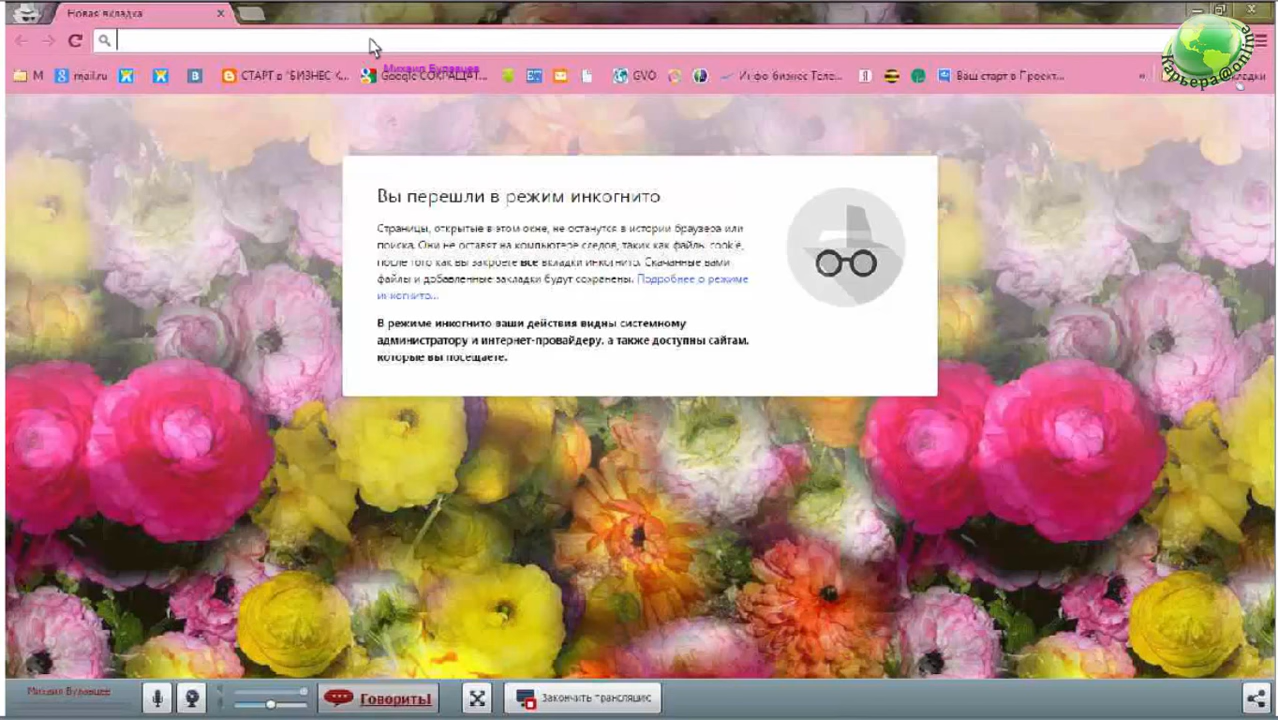 Новая вкладка
Михаил Булавцев
М
mail.ru
СТАРТ в "БИЗНЕС К...
Google СОКРАЩАТ...
GVO
Инфо-бизнес Теле...
Я
Ваш старт в Проект...
»
Карьера@online
Вы перешли в режим инкогнито
Страницы, открытые в этом окне, не останутся в истории браузера или
поиска. Они не оставят на компьютере следов, таких как файлы cookie,
после того как вы закроете все вкладки инкогнито. Скачанные вами
файлы и добавленные закладки будут сохранены. Подробнее о режиме
инкогнито...
В режиме инкогнито ваши действия видны системному
администратору и интернет-провайдеру, а также доступны сайтам,
которые вы посещаете.
Михаил Булавцев
Говорить!
Закончить трансляцию